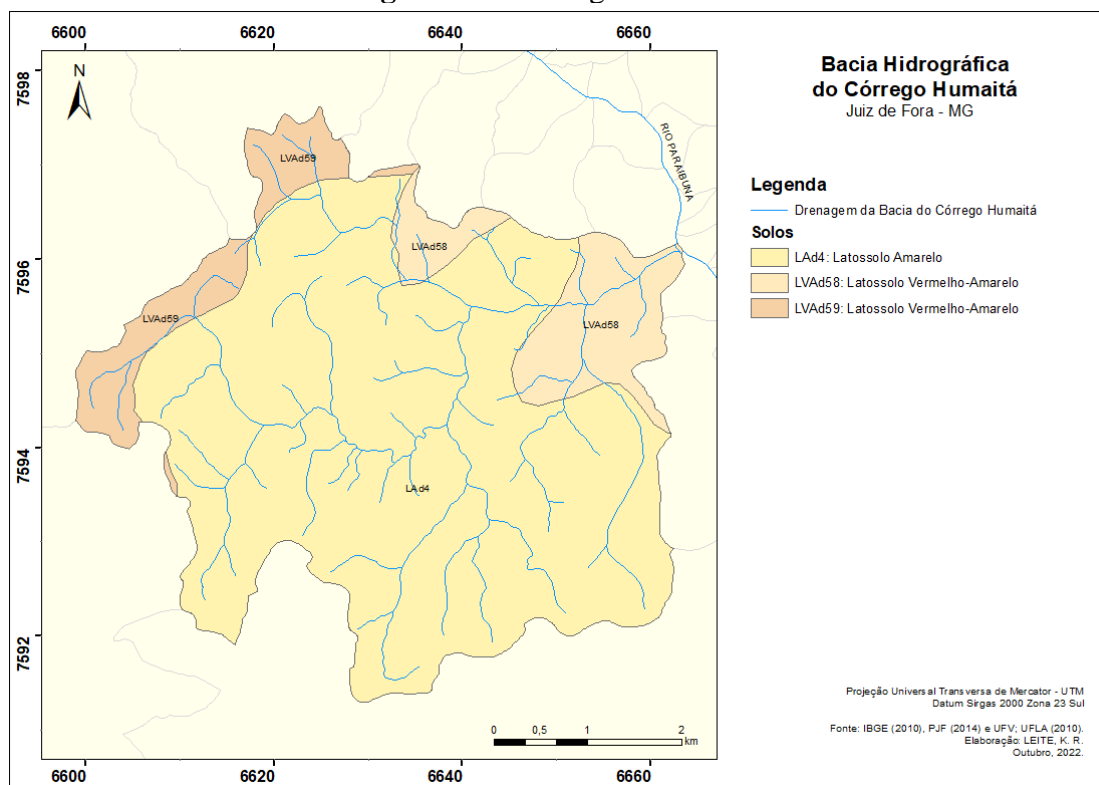 6600 6620 6640 6660
7598
7596
7594
7592
N
LVAd59
LVAd58
LVAd59
LVAd58
LAd4
RIO PARAIBUNA
0 0,5 1 2
km
6600 6620 6640 6660
Bacia Hidrográfica
do Córrego Humaitá
Juiz de Fora - MG
Legenda
Drenagem da Bacia do Córrego Humaitá
Solos
LAd4: Latossolo Amarelo
LVAd58: Latossolo Vermelho-Amarelo
LVAd59: Latossolo Vermelho-Amarelo
Projeção Universal Transversa de Mercator - UTM
Datum Sirgas 2000 Zona 23 Sul
Fonte: IBGE (2010), PJF (2014) e UFV; UFLA (2010).
Elaboração: LEITE, K. R.
Outubro, 2022.